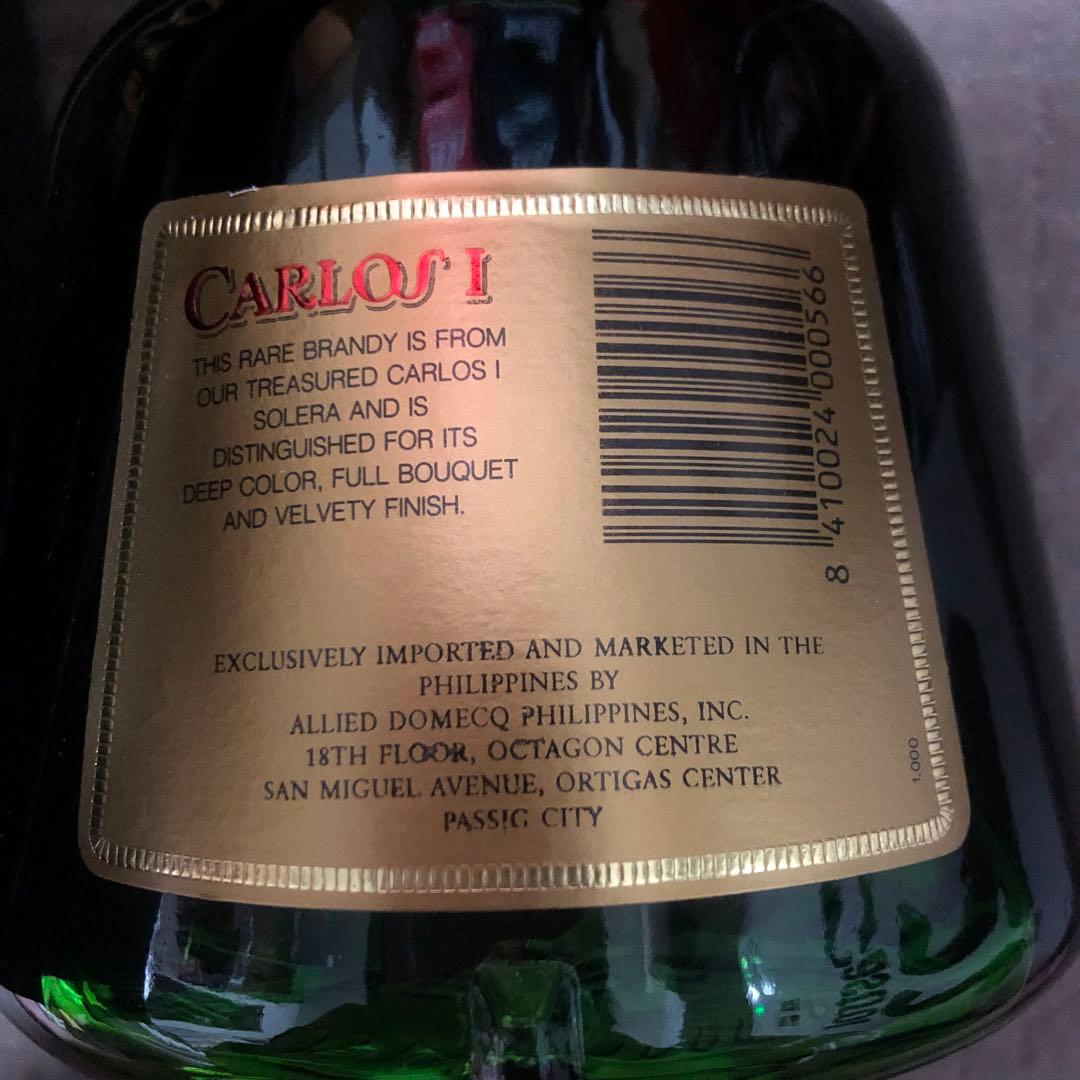 CARLOS I
THIS RARE BRANDY IS FROM
OUR TREASURED CARLOS I
SOLERA AND IS
DISTINGUISHED FOR ITS
DEEP COLOR, FULL BOUQUET
AND VELVETY FINISH.
8 410024 000566
EXCLUSIVELY IMPORTED AND MARKETED IN THE
PHILIPPINES BY
ALLIED DOMECQ PHILIPPINES, INC.
18TH FLOOR, OCTAGON CENTRE
SAN MIGUEL AVENUE, ORTIGAS CENTER
PASSIG CITY
1.000